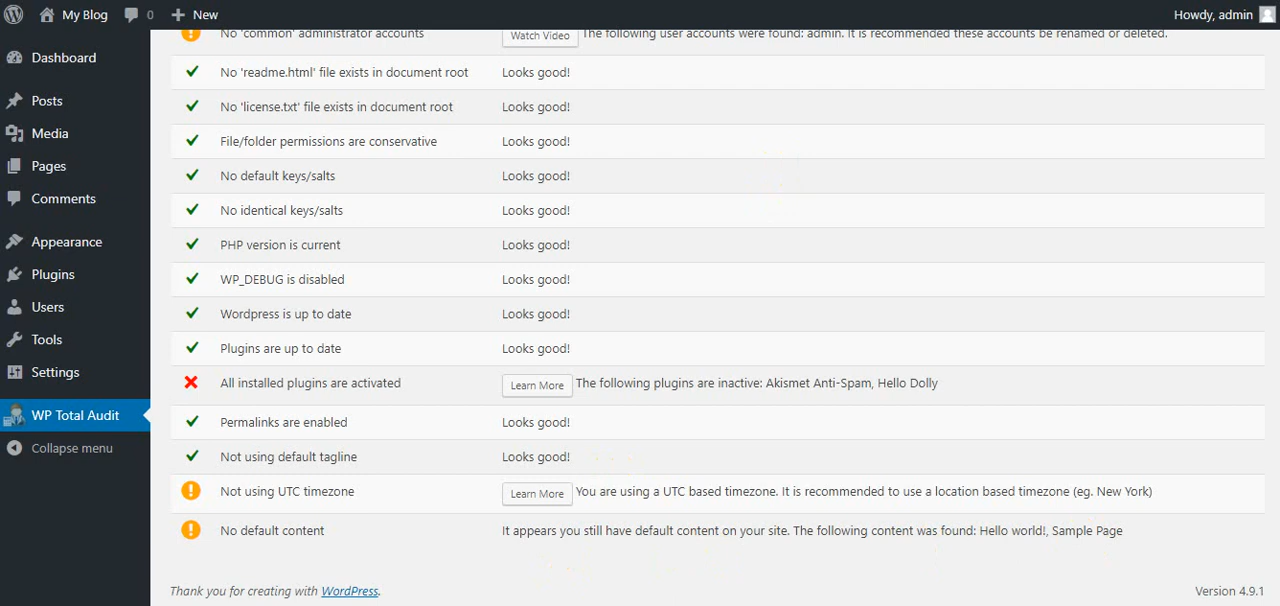 My Blog 0 New Howdy, admin
Dashboard
Posts
Media
Pages
Comments
Appearance
Plugins
Users
Tools
Settings
WP Total Audit
Collapse menu
No 'common' administrator accounts Watch Video The following user accounts were found: admin. It is recommended these accounts be renamed or deleted.
No 'readme.html' file exists in document root Looks good!
No 'license.txt' file exists in document root Looks good!
File/folder permissions are conservative Looks good!
No default keys/salts Looks good!
No identical keys/salts Looks good!
PHP version is current Looks good!
WP_DEBUG is disabled Looks good!
Wordpress is up to date Looks good!
Plugins are up to date Looks good!
All installed plugins are activated Learn More The following plugins are inactive: Akismet Anti-Spam, Hello Dolly
Permalinks are enabled Looks good!
Not using default tagline Looks good!
Not using UTC timezone Learn More You are using a UTC based timezone. It is recommended to use a location based timezone (eg. New York)
No default content It appears you still have default content on your site. The following content was found: Hello world!, Sample Page
Thank you for creating with WordPress. Version 4.9.1